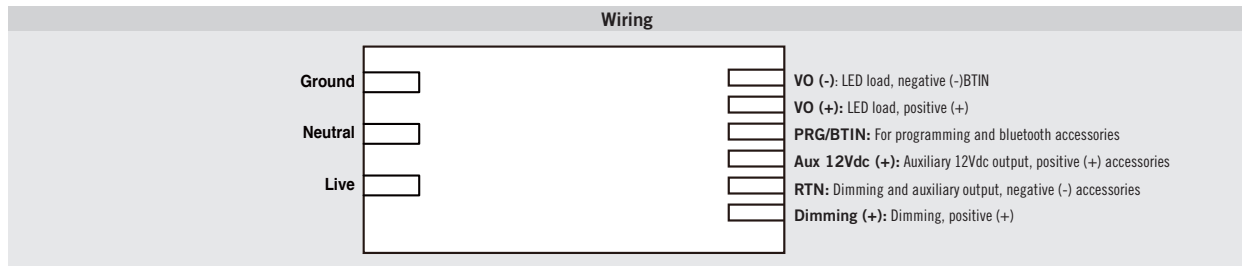 Wiring
Ground
Neutral
Live
VO (-): LED load, negative (-)BTIN
VO (+): LED load, positive (+)
PRG/BTIN: For programming and bluetooth accessories
Aux 12Vdc (+): Auxiliary 12Vdc output, positive (+) accessories
RTN: Dimming and auxiliary output, negative (-) accessories
Dimming (+): Dimming, positive (+)